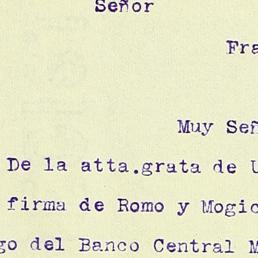 Señor
Fra
Muy Señ
De la atta.grata de U
firma de Romo y Mogic
go del Banco Central M